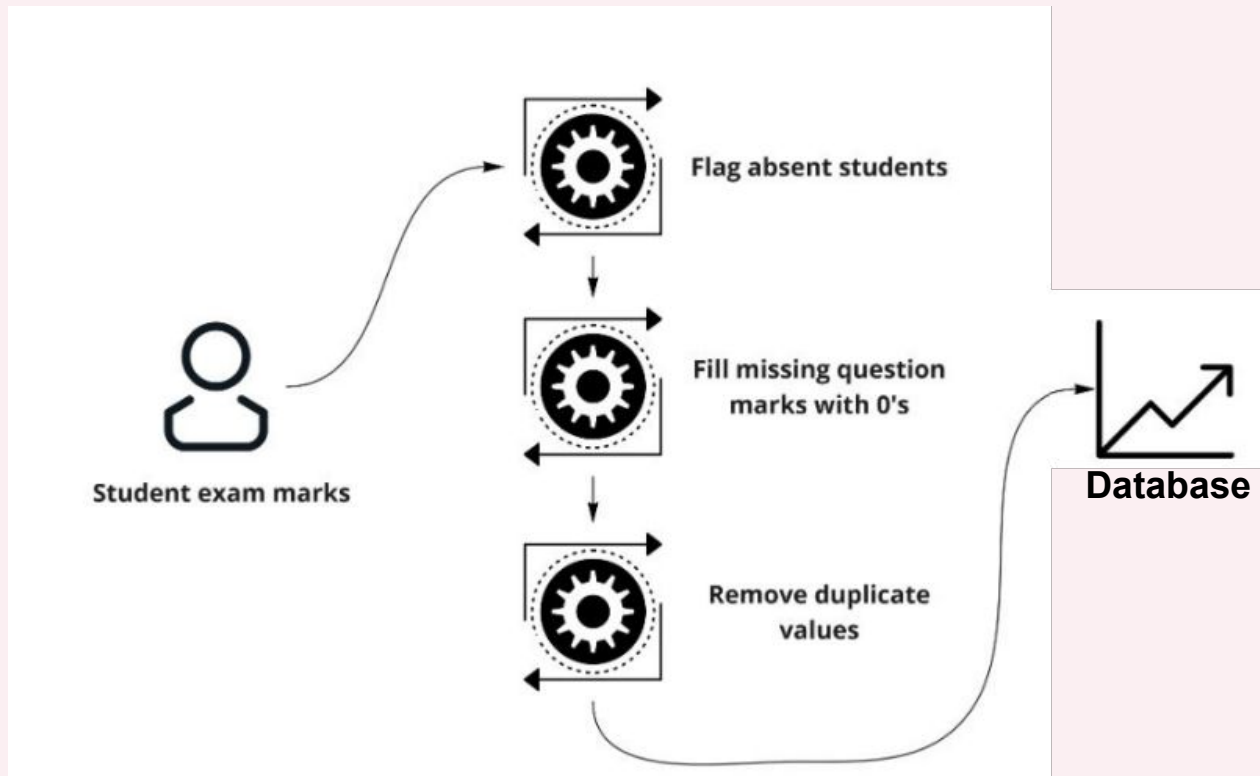 Flag absent students
Fill missing question
marks with 0's
Student exam marks
Database
Remove duplicate
values